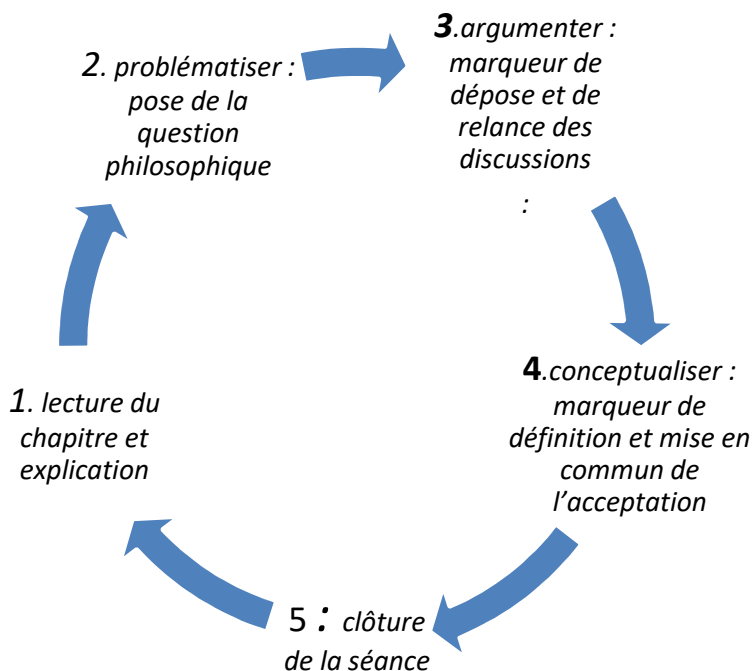 1. lecture du
chapitre et
explication
2. problématiser :
pose de la
question
philosophique
3.argumenter :
marqueur de
dépose et de
relance des
discussions
:
4.conceptualiser :
marqueur de
définition et mise en
commun de
l’acceptation
5 : clôture
de la séance